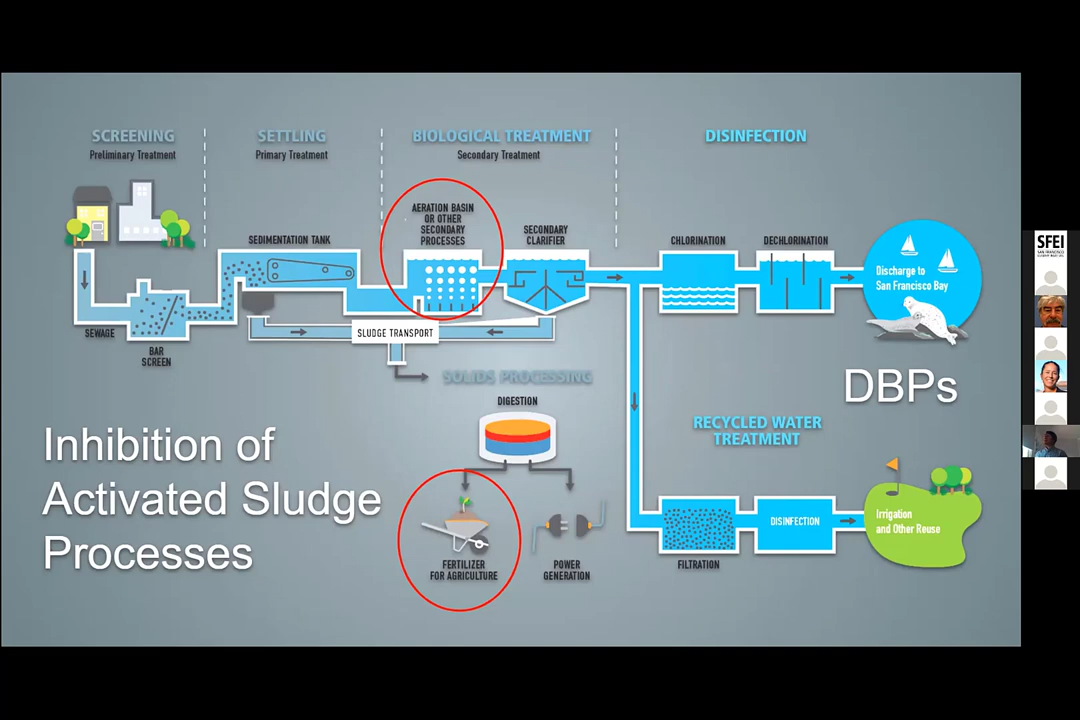 SCREENING
Preliminary Treatment
SETTLING
Primary Treatment
BIOLOGICAL TREATMENT
Secondary Treatment
DISINFECTION
AERATION BASIN
OR OTHER
SECONDARY
PROCESSES
SEDIMENTATION TANK
SECONDARY
CLARIFIER
CHLORINATION
DECHLORINATION
Discharge to
San Francisco Bay
SEWAGE
BAR
SCREEN
SLUDGE TRANSPORT
SOLIDS PROCESSING
DIGESTION
DBPs
RECYCLED WATER
TREATMENT
Inhibition of
Activated Sludge
Processes
FERTILIZER
FOR AGRICULTURE
POWER
GENERATION
FILTRATION
DISINFECTION
Irrigation
and Other Reuse
SFEI